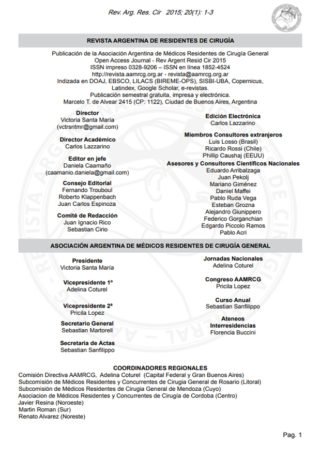 Rev. Arg. Res. Cir 2015; 20(1): 1-3
REVISTA ARGENTINA DE RESIDENTES DE CIRUGÍA
Publicación de la Asociación Argentina de Médicos Residentes de Cirugía General
Open Access Journal - Rev Argent Resid Cir 2015
ISSN impreso 0328-9206 – ISSN en línea 1852-4524
http://revista.aamrcg.org.ar - revista@aamrcg.org.ar
Indizada en DOAJ, EBSCO, LILACS (BIREME-OPS), SISBI-UBA, Copernicus,
Latindex, Google Scholar, e-revistas.
Publicación semestral gratuita, impresa y electrónica.
Marcelo T. de Alvear 2415 (CP: 1122), Ciudad de Buenos Aires, Argentina
Director
Victoria Santa María
(vctrsntmr@gmail.com)
Director Académico
Carlos Lazzarino
Editor en jefe
Daniela Caamaño
(caamanio.daniela@gmail.com)
Consejo Editorial
Fernando Trouboul
Roberto Klappenbach
Juan Carlos Espinoza
Comité de Redacción
Juan Ignacio Rico
Sebastian Cirio
Edición Electrónica
Carlos Lazzarino
Miembros Consultores extranjeros
Luis Losso (Brasil)
Ricardo Rossi (Chile)
Phillip Caushaj (EEUU)
Asesores y Consultores Científicos Nacionales
Eduardo Arribalzaga
Juan Pekolj
Mariano Giménez
Daniel Maffei
Pablo Ruda Vega
Esteban Grozna
Alejandro Giunippero
Federico Gorganchian
Edgardo Piccolo Ramos
Pablo Acri
ASOCIACIÓN ARGENTINA DE MÉDICOS RESIDENTES DE CIRUGÍA GENERAL
Presidente
Victoria Santa María
Vicepresidente 1º
Adelina Coturel
Vicepresidente 2º
Pricila Lopez
Secretario General
Sebastian Martorell
Secretaria de Actas
Sebastian Sanfilippo
Jornadas Nacionales
Adelina Coturel
Congreso AAMRCG
Pricila Lopez
Curso Anual
Sebastian Sanfilippo
Ateneos
Interresidencias
Florencia Buccini
COORDINADORES REGIONALES
Comisión Directiva AAMRCG, Adelina Coturel (Capital Federal y Gran Buenos Aires)
Subcomisión de Médicos Residentes y Concurrentes de Cirugía General de Rosario (Litoral)
Subcomisión de Médicos Residentes de Cirugía General de Mendoza (Cuyo)
Asociacion de Médicos Residentes y Concurrentes de Cirugía de Cordoba (Centro)
Javier Resina (Noroeste)
Martin Roman (Sur)
Renato Alvarez (Noreste)
Pag. 1